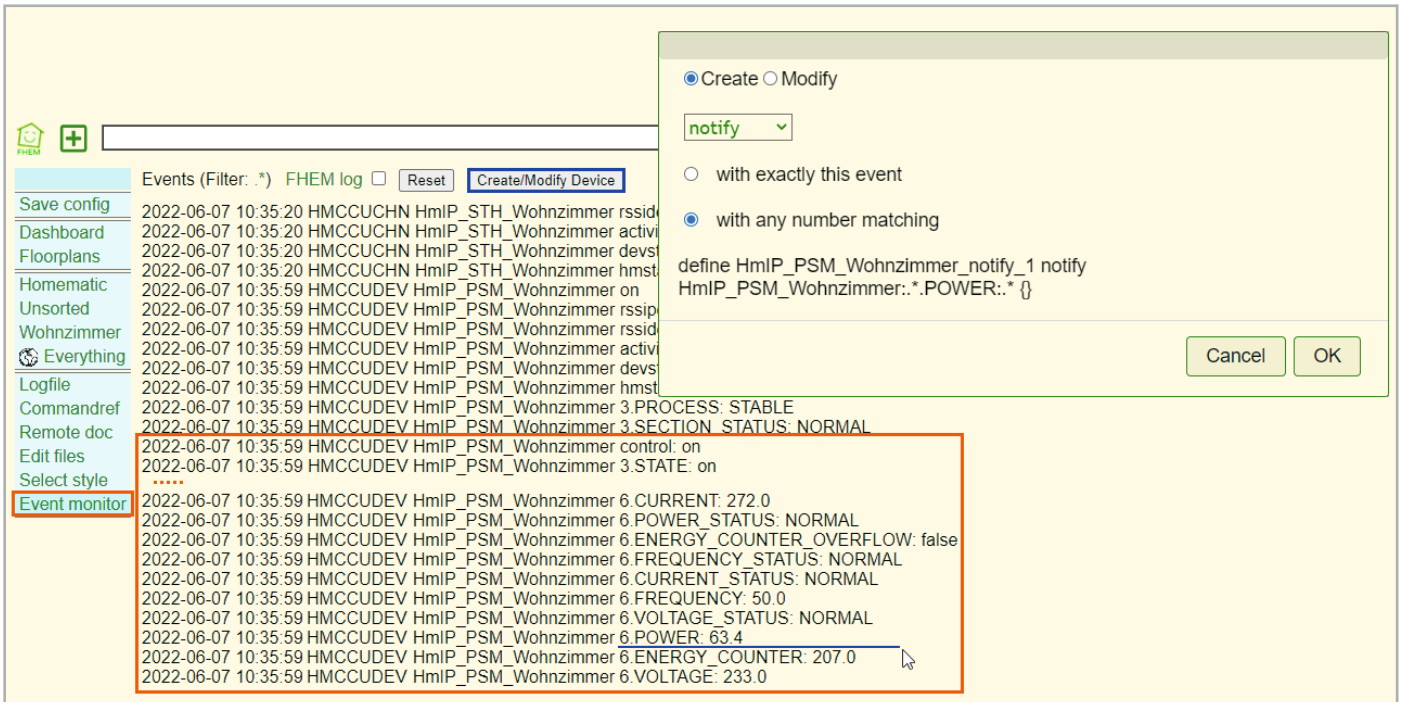 Create Modify
notify
with exactly this event
with any number matching
define HmIP_PSM_Wohnzimmer_notify_1 notify
HmIP_PSM_Wohnzimmer:.*.POWER:.* {}
Cancel OK
FHEM
Save config
Dashboard
Floorplans
Homematic
Unsorted
Wohnzimmer
Everything
Logfile
Commandref
Remote doc
Edit files
Select style
Event monitor
Events (Filter: .*) FHEM log Reset Create/Modify Device
2022-06-07 10:35:20 HMCCUCHN HmIP_STH_Wohnzimmer rsside
2022-06-07 10:35:20 HMCCUCHN HmIP_STH_Wohnzimmer activi
2022-06-07 10:35:20 HMCCUCHN HmIP_STH_Wohnzimmer devst
2022-06-07 10:35:20 HMCCUCHN HmIP_STH_Wohnzimmer hmsta
2022-06-07 10:35:59 HMCCUDEV HmIP_PSM_Wohnzimmer on
2022-06-07 10:35:59 HMCCUDEV HmIP_PSM_Wohnzimmer rssipe
2022-06-07 10:35:59 HMCCUDEV HmIP_PSM_Wohnzimmer rsside
2022-06-07 10:35:59 HMCCUDEV HmIP_PSM_Wohnzimmer activi
2022-06-07 10:35:59 HMCCUDEV HmIP_PSM_Wohnzimmer devst
2022-06-07 10:35:59 HMCCUDEV HmIP_PSM_Wohnzimmer hmst
2022-06-07 10:35:59 HMCCUDEV HmIP_PSM_Wohnzimmer 3.PROCESS: STABLE
2022-06-07 10:35:59 HMCCUDEV HmIP_PSM_Wohnzimmer 3.SECTION_STATUS: NORMAL
2022-06-07 10:35:59 HMCCUDEV HmIP_PSM_Wohnzimmer control: on
2022-06-07 10:35:59 HMCCUDEV HmIP_PSM_Wohnzimmer 3.STATE: on
.....
2022-06-07 10:35:59 HMCCUDEV HmIP_PSM_Wohnzimmer 6.CURRENT: 272.0
2022-06-07 10:35:59 HMCCUDEV HmIP_PSM_Wohnzimmer 6.POWER_STATUS: NORMAL
2022-06-07 10:35:59 HMCCUDEV HmIP_PSM_Wohnzimmer 6.ENERGY_COUNTER_OVERFLOW: false
2022-06-07 10:35:59 HMCCUDEV HmIP_PSM_Wohnzimmer 6.FREQUENCY_STATUS: NORMAL
2022-06-07 10:35:59 HMCCUDEV HmIP_PSM_Wohnzimmer 6.CURRENT_STATUS: NORMAL
2022-06-07 10:35:59 HMCCUDEV HmIP_PSM_Wohnzimmer 6.FREQUENCY: 50.0
2022-06-07 10:35:59 HMCCUDEV HmIP_PSM_Wohnzimmer 6.VOLTAGE_STATUS: NORMAL
2022-06-07 10:35:59 HMCCUDEV HmIP_PSM_Wohnzimmer 6.POWER: 63.4
2022-06-07 10:35:59 HMCCUDEV HmIP_PSM_Wohnzimmer 6.ENERGY_COUNTER: 207.0
2022-06-07 10:35:59 HMCCUDEV HmIP_PSM_Wohnzimmer 6.VOLTAGE: 233.0